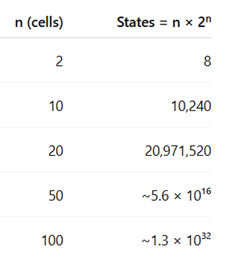 n (cells) States = n × 2ⁿ
2 8
10 10,240
20 20,971,520
50 ~5.6 × 10¹⁶
100 ~1.3 × 10³²